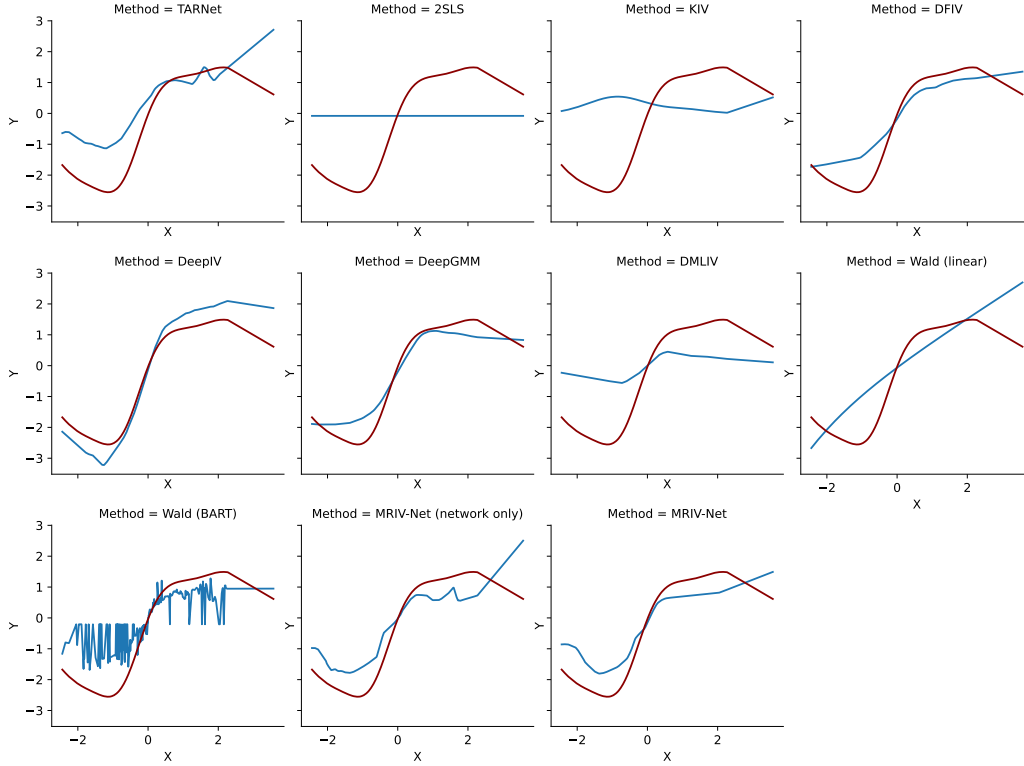 Method = TARNet
Method = 2SLS
Method = KIV
Method = DFIV
3
2
1
0
−1
−2
−3
Y
Y
Y
Y
X
X
X
X
Method = DeepIV
Method = DeepGMM
Method = DMLIV
Method = Wald (linear)
3
2
1
0
−1
−2
−3
Y
Y
Y
Y
X
X
X
−2
0
2
X
Method = Wald (BART)
Method = MRIV-Net (network only)
Method = MRIV-Net
3
2
1
0
−1
−2
−3
Y
Y
Y
−2
0
2
−2
0
2
−2
0
2
X
X
X